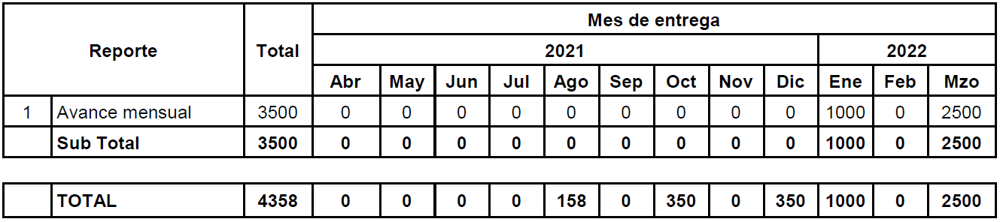 Mes de entrega
Reporte Total 2021 2022
Abr May Jun Jul Ago Sep Oct Nov Dic Ene Feb Mzo
1 Avance mensual 3500 0 0 0 0 0 0 0 0 0 1000 0 2500
Sub Total 3500 0 0 0 0 0 0 0 0 0 1000 0 2500
TOTAL 4358 0 0 0 0 158 0 350 0 350 1000 0 2500